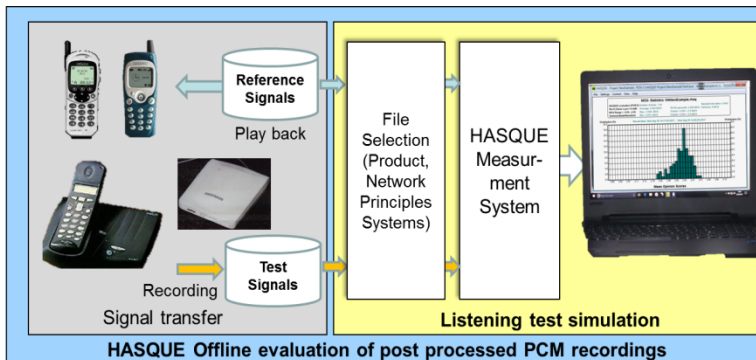 Reference
Signals
Play back
Test
Signals
Recording
Signal transfer
File
Selection
(Product,
Network
Principles
Systems)
HASQUE
Measur-
ment
System
Listening test simulation
HASQUE Offline evaluation of post processed PCM recordings